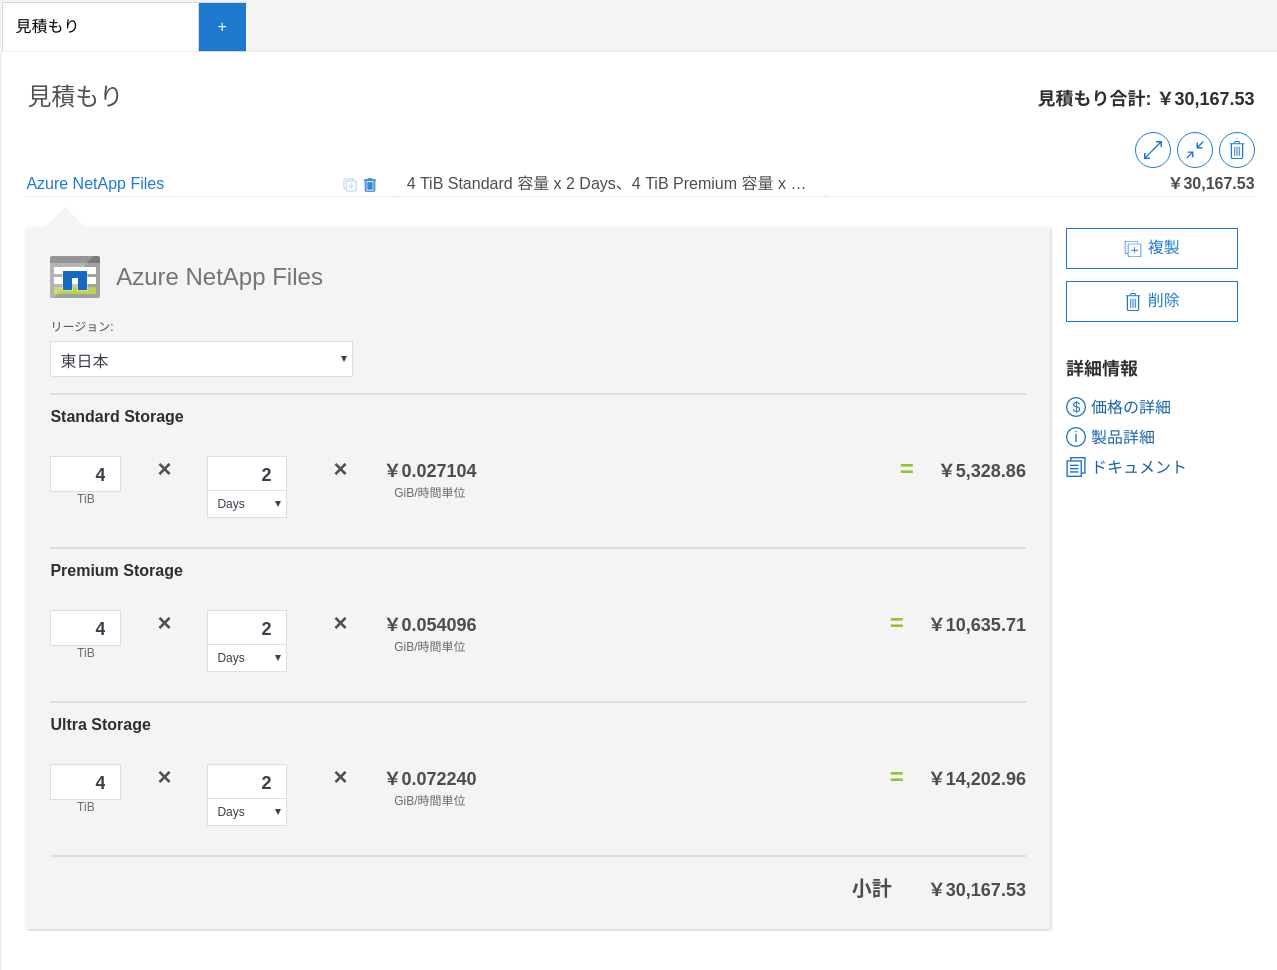 見積もり
+
見積もり
見積もり合計: ￥30,167.53
Azure NetApp Files
4 TiB Standard 容量 x 2 Days、4 TiB Premium 容量 x …
￥30,167.53
Azure NetApp Files
リージョン:
東日本
Standard Storage
4 × 2 × ￥0.027104 = ￥5,328.86
TiB Days GiB/時間単位
Premium Storage
4 × 2 × ￥0.054096 = ￥10,635.71
TiB Days GiB/時間単位
Ultra Storage
4 × 2 × ￥0.072240 = ￥14,202.96
TiB Days GiB/時間単位
小計 ￥30,167.53
複製
削除
詳細情報
価格の詳細
製品詳細
ドキュメント